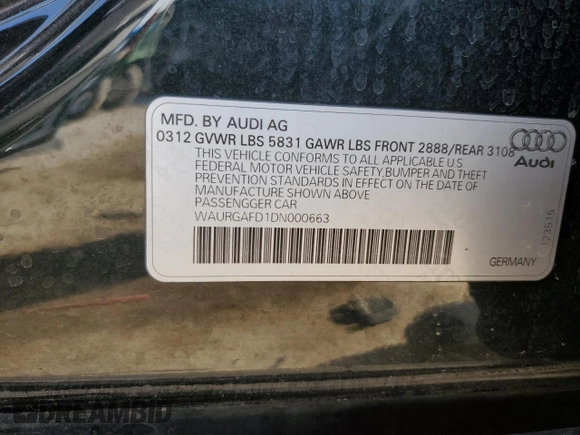 MFD. BY AUDI AG
0312 GVWR LBS 5831 GAWR LBS FRONT 2888/REAR 3108
THIS VEHICLE CONFORMS TO ALL APPLICABLE U.S
FEDERAL MOTOR VEHICLE SAFETY,BUMPER AND THEFT
PREVENTION STANDARDS IN EFFECT ON THE DATE OF
MANUFACTURE SHOWN ABOVE
PASSENGGER CAR
WAURGAFD1DN000663
Audi
123515
GERMANY
DREAMBID